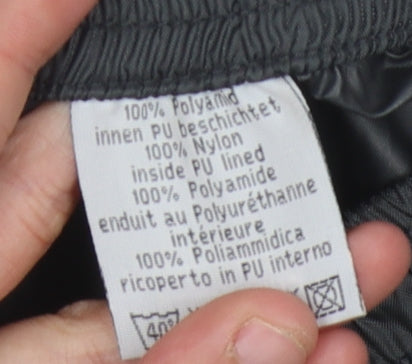 100% Polyamid
innen PU beschichtet
100% Nylon
inside PU lined
100% Polyamide
enduit au Polyuréthanne
intérieure
100% Poliammidica
ricoperto in PU interno
40°